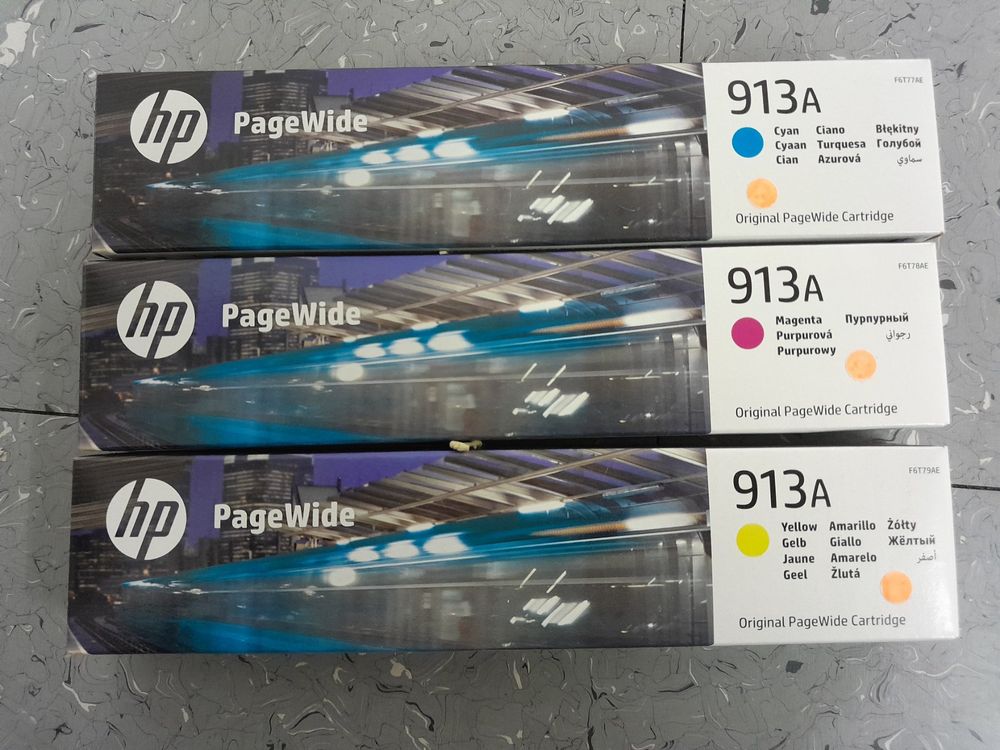 hp PageWide
913A
F6T77AE
Cyan Ciano Błękitny
Cyaan Turquesa Голубой
Cian Azurová سماوي
Original PageWide Cartridge
hp PageWide
913A
F6T78AE
Magenta Пурпурный
Purpurová أرجواني
Purpurowy
Original PageWide Cartridge
hp PageWide
913A
F6T79AE
Yellow Amarillo Żółty
Gelb Giallo Жёлтый
Jaune Amarelo أصفر
Geel Žlutá
Original PageWide Cartridge